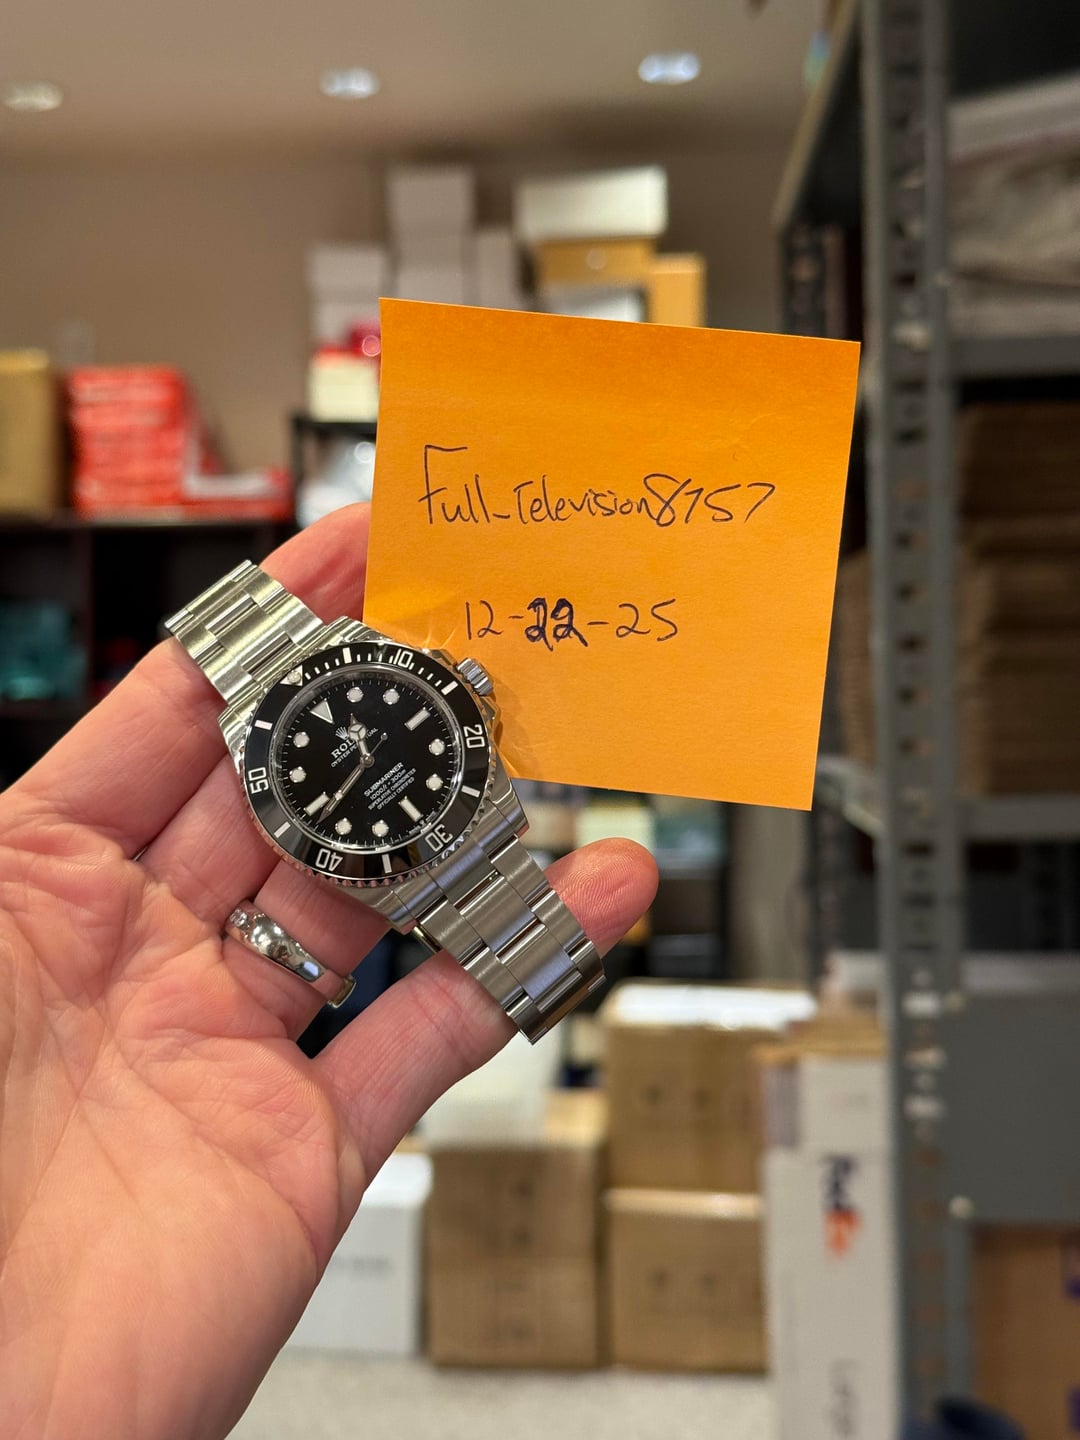 Full_Television8757
12-22-25
10
20
30
40
50
ROLEX
OYSTER PERPETUAL
SUBMARINER
1000ft = 300m
SUPERLATIVE CHRONOMETER
OFFICIALLY CERTIFIED
FedEx